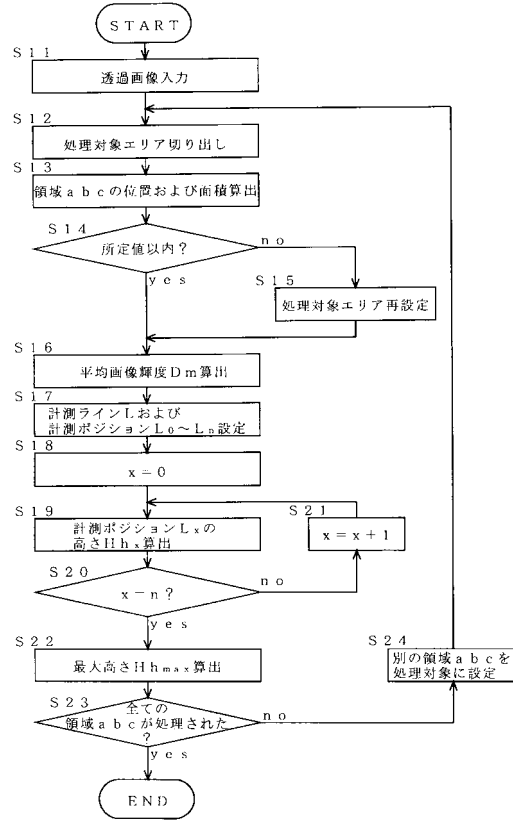 START
S11
透過画像入力
S12
処理対象エリア切り出し
S13
領域abcの位置および面積算出
S14
所定値以内?
no
yes
S15
処理対象エリア再設定
S16
平均画像輝度Dm算出
S17
計測ラインLおよび
計測ポジションL0~Ln設定
S18
x=0
S19
計測ポジションLxの
高さHhx算出
S21
x=x+1
S20
x=n?
no
yes
S22
最大高さHhmax算出
S24
別の領域abcを
処理対象に設定
S23
全ての
領域abcが処理された
?
no
yes
END